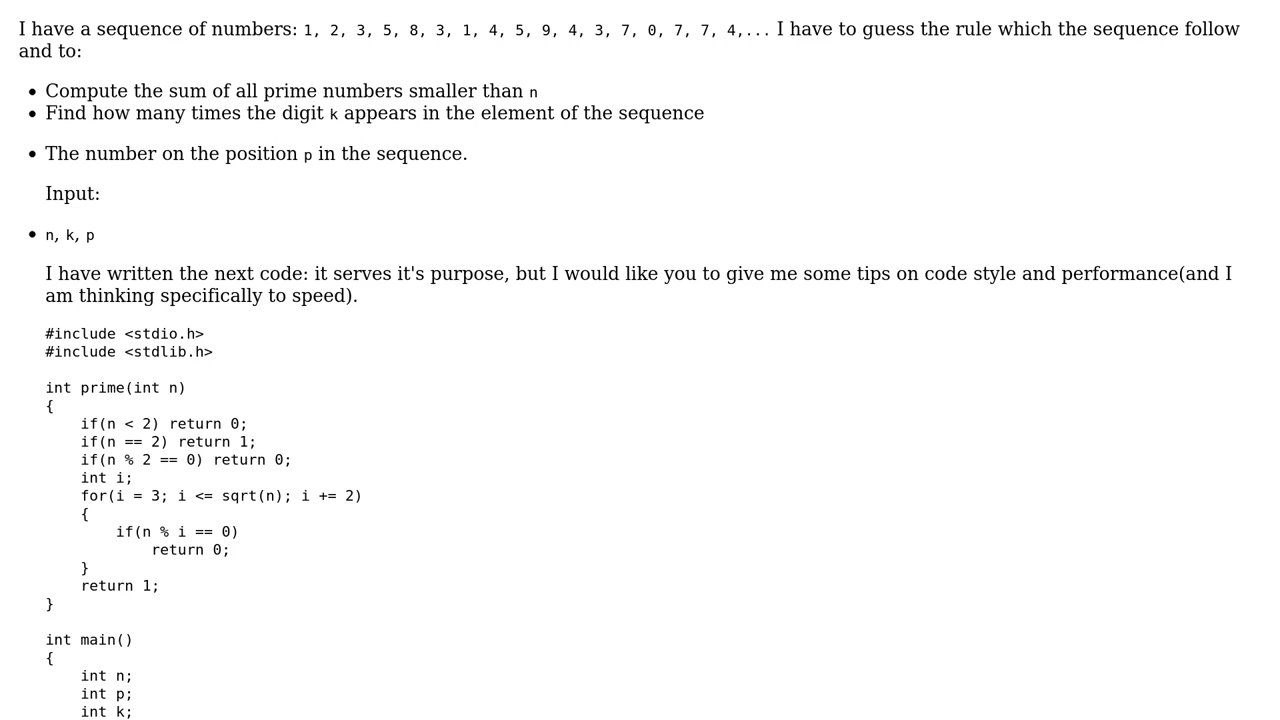 I have a sequence of numbers: 1, 2, 3, 5, 8, 3, 1, 4, 5, 9, 4, 3, 7, 0, 7, 7, 4,... I have to guess the rule which the sequence follow
and to:
• Compute the sum of all prime numbers smaller than n
• Find how many times the digit k appears in the element of the sequence
• The number on the position p in the sequence.
Input:
• n, k, p
I have written the next code: it serves it's purpose, but I would like you to give me some tips on code style and performance(and I
am thinking specifically to speed).
#include <stdio.h>
#include <stdlib.h>
int prime(int n)
{
    if(n < 2) return 0;
    if(n == 2) return 1;
    if(n % 2 == 0) return 0;
    int i;
    for(i = 3; i <= sqrt(n); i += 2)
    {
        if(n % i == 0)
            return 0;
    }
    return 1;
}
int main()
{
    int n;
    int p;
    int k;